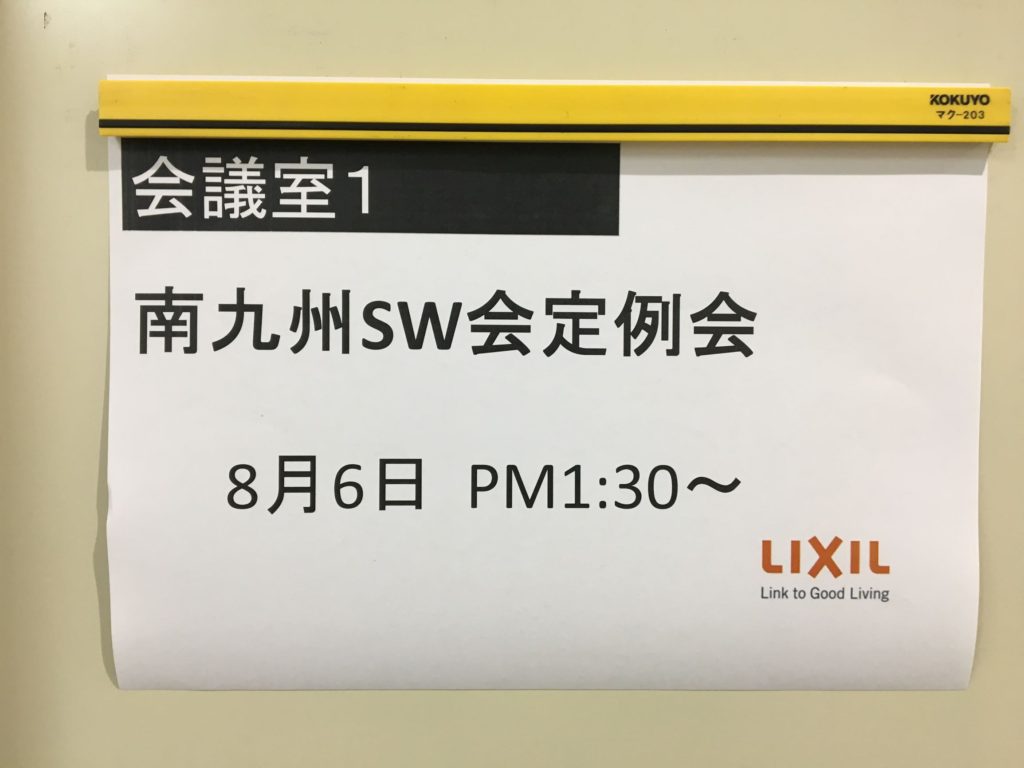 KOKUYO
マク-203
会議室1
南九州SW会定例会
8月6日 PM1:30～
LIXIL
Link to Good Living